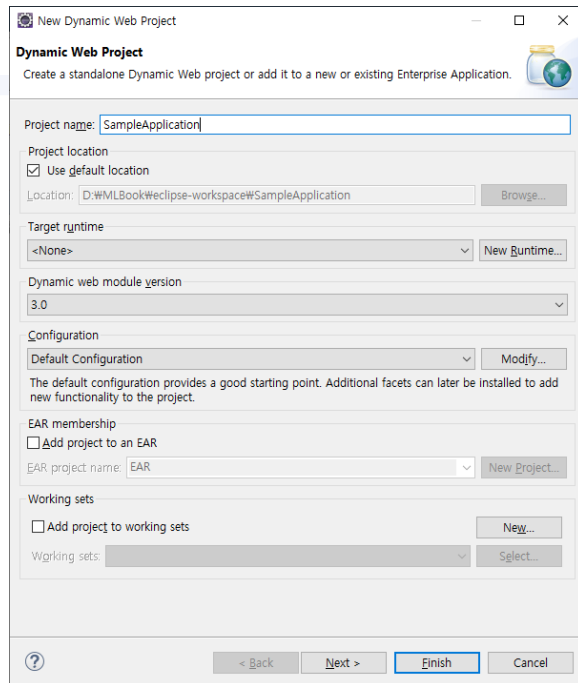 New Dynamic Web Project
Dynamic Web Project
Create a standalone Dynamic Web project or add it to a new or existing Enterprise Application.
Project name: SampleApplication
Project location
Use default location
Location: D:₩MLBook₩eclipse-workspace₩SampleApplication Browse...
Target runtime
<None> New Runtime...
Dynamic web module version
3.0
Configuration
Default Configuration Modify...
The default configuration provides a good starting point. Additional facets can later be installed to add
new functionality to the project.
EAR membership
Add project to an EAR
EAR project name: EAR New Project...
Working sets
Add project to working sets New...
Working sets: Select...
? < Back Next > Finish Cancel